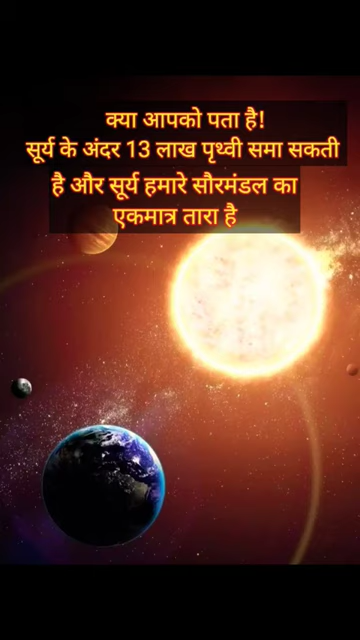 क्या आपको पता है!
सूर्य के अंदर 13 लाख पृथ्वी समा सकती
है और सूर्य हमारे सौरमंडल का
एकमात्र तारा है